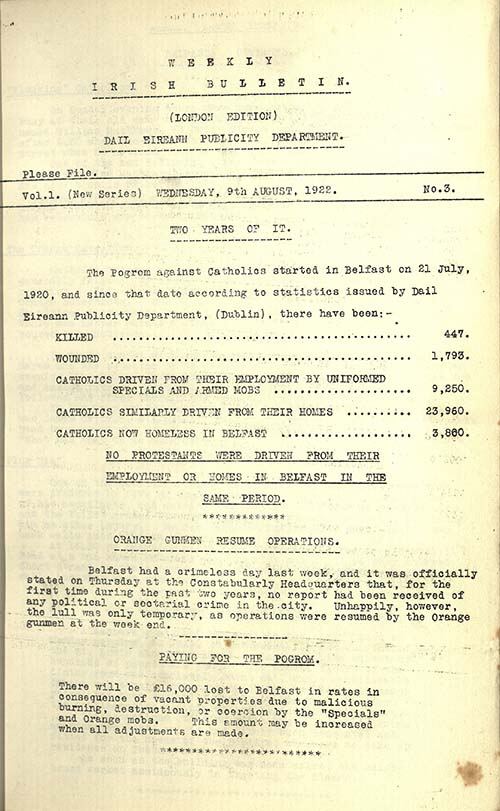 WEEKLY
IRISH BULLETIN.
(LONDON EDITION)
DAIL EIREANN PUBLICITY DEPARTMENT.
Please File.
Vol.1. (New Series) WEDNESDAY, 9th AUGUST, 1922. No.3.
TWO YEARS OF IT.
The Pogrom against Catholics started in Belfast on 21 July,
1920, and since that date according to statistics issued by Dail
Eireann Publicity Department, (Dublin), there have been:-
KILLED ........................................ 447.
WOUNDED ....................................... 1,793.
CATHOLICS DRIVEN FROM THEIR EMPLOYMENT BY UNIFORMED
SPECIALS AND ARMED MOBS .................. 9,250.
CATHOLICS SIMILARLY DRIVEN FROM THEIR HOMES ......... 23,960.
CATHOLICS NOW HOMELESS IN BELFAST ................. 3,800.
NO PROTESTANTS WERE DRIVEN FROM THEIR
EMPLOYMENT OR HOMES IN BELFAST IN THE
SAME PERIOD.
*************
ORANGE GUNMEN RESUME OPERATIONS.
Belfast had a crimeless day last week, and it was officially
stated on Thursday at the Constabularly Headquarters that, for the
first time during the past two years, no report had been received of
any political or sectarial crime in the city. Unhappily, however,
the lull was only temporary, as operations were resumed by the Orange
gunmen at the week end.
PAYING FOR THE POGROM.
There will be £16,000 lost to Belfast in rates in
consequence of vacant properties due to malicious
burning, destruction, or coercion by the "Specials"
and Orange mobs. This amount may be increased
when all adjustments are made.
*************************